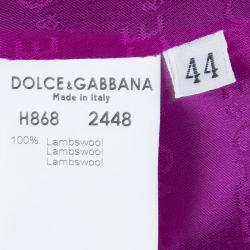 DOLCE&GABBANA
Made in Italy
H868 2448
100% Lambswool
Lambswool
Lambswool
44